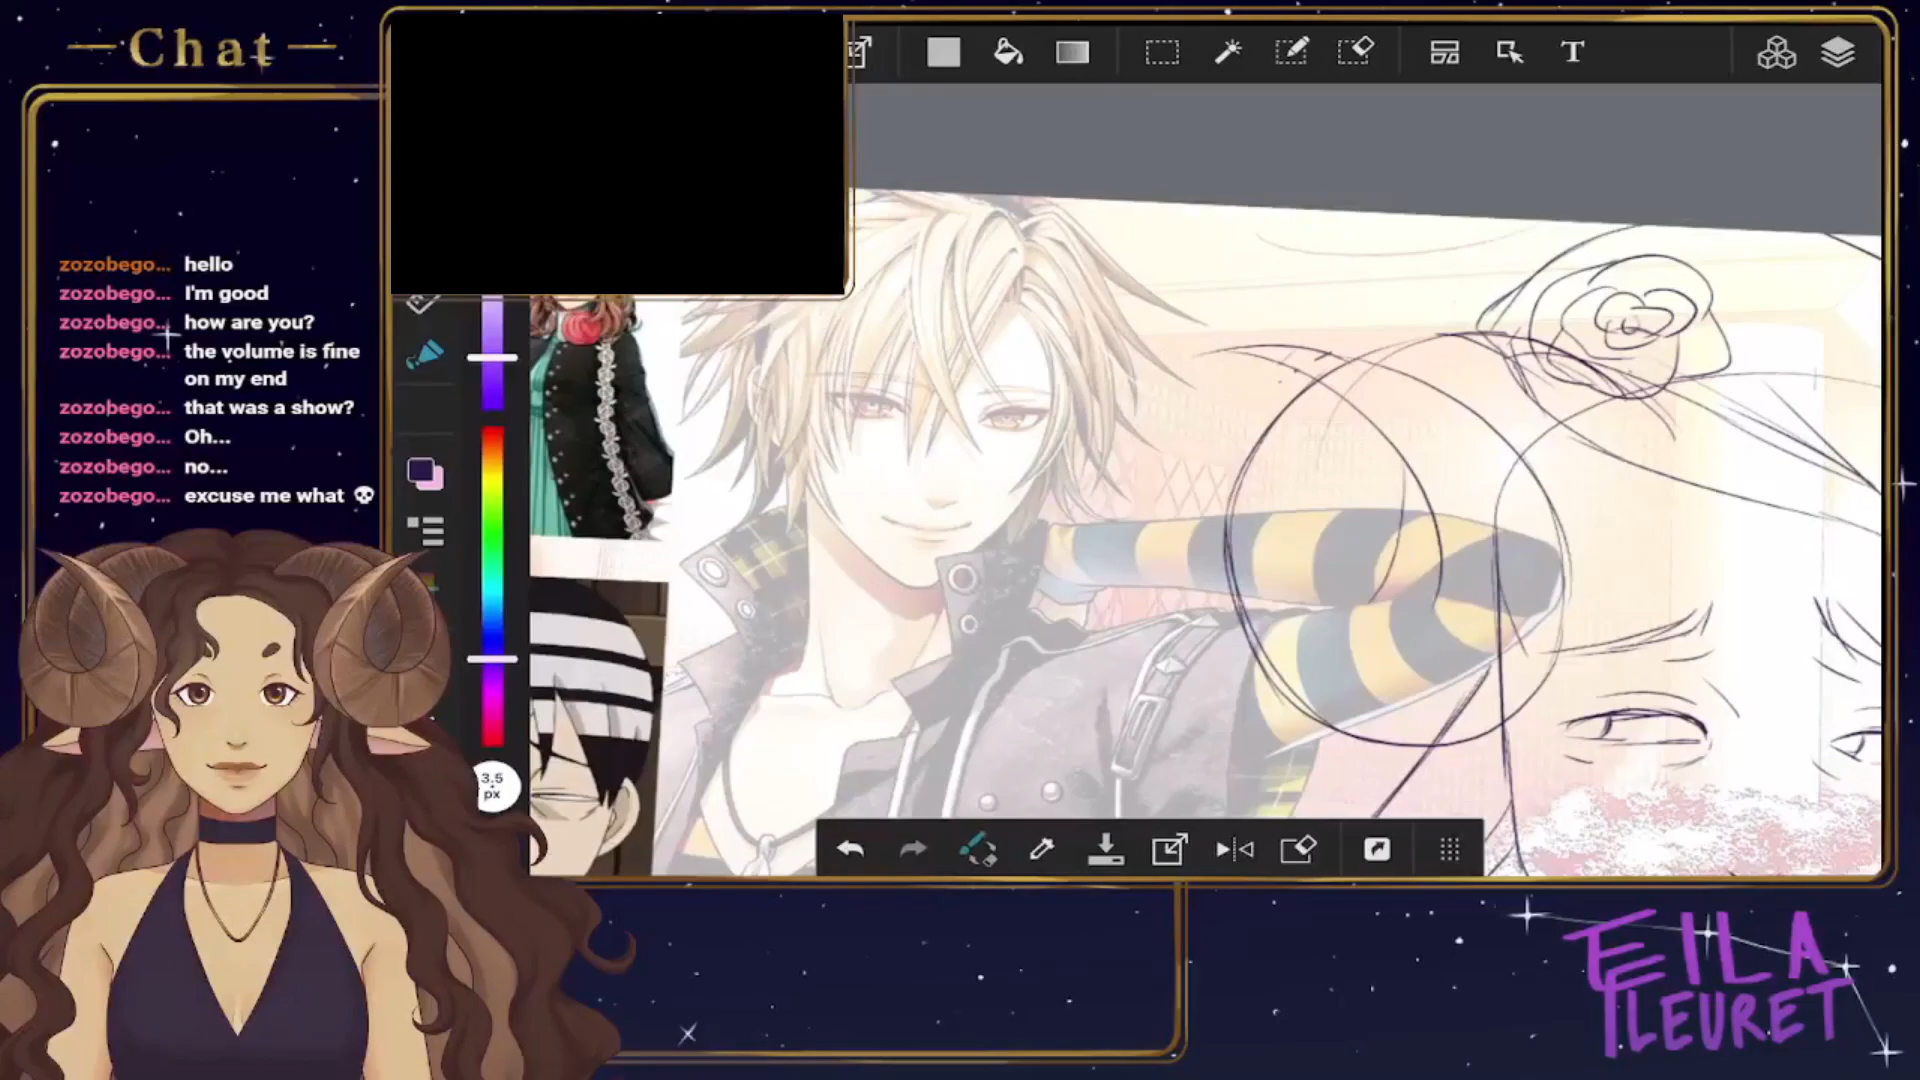 Chat
zozobego... hello
zozobego... I'm good
zozobego... how are you?
zozobego... the volume is fine
on my end
zozobego... that was a show?
zozobego... Oh...
zozobego... no...
zozobego... excuse me what 💀
T
3.5
px
EILA
FLEURET